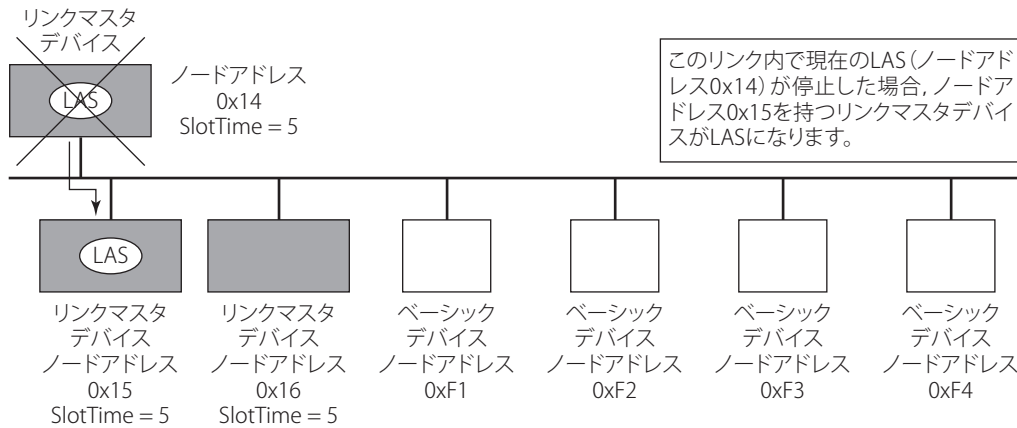 リンクマスタ
デバイス
LAS
ノードアドレス
0x14
SlotTime = 5
このリンク内で現在のLAS(ノードアド
レス0x14)が停止した場合, ノードア
ドレス0x15を持つリンクマスタデバイ
スがLASになります。
LAS
リンクマスタ
デバイス
ノードアドレス
0x15
SlotTime = 5
リンクマスタ
デバイス
ノードアドレス
0x16
SlotTime = 5
ベーシック
デバイス
ノードアドレス
0xF1
ベーシック
デバイス
ノードアドレス
0xF2
ベーシック
デバイス
ノードアドレス
0xF3
ベーシック
デバイス
ノードアドレス
0xF4